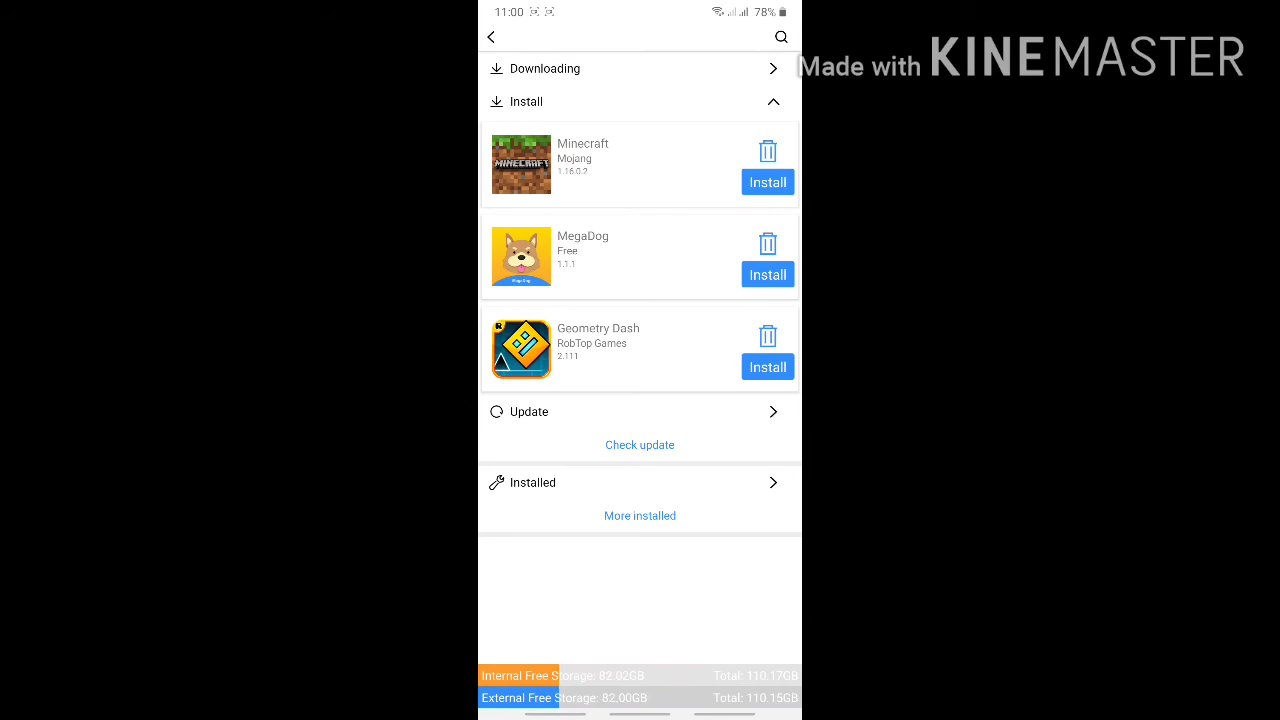 11:00
78%
Made with KINEMASTER
Downloading
Install
MINECRAFT
Minecraft
Mojang
1.16.0.2
Install
MegaDog
MegaDog
Free
1.1.1
Install
R
Geometry Dash
RobTop Games
2.111
Install
Update
Check update
Installed
More installed
Internal Free Storage: 82.02GB Total: 110.17GB
External Free Storage: 82.00GB Total: 110.15GB